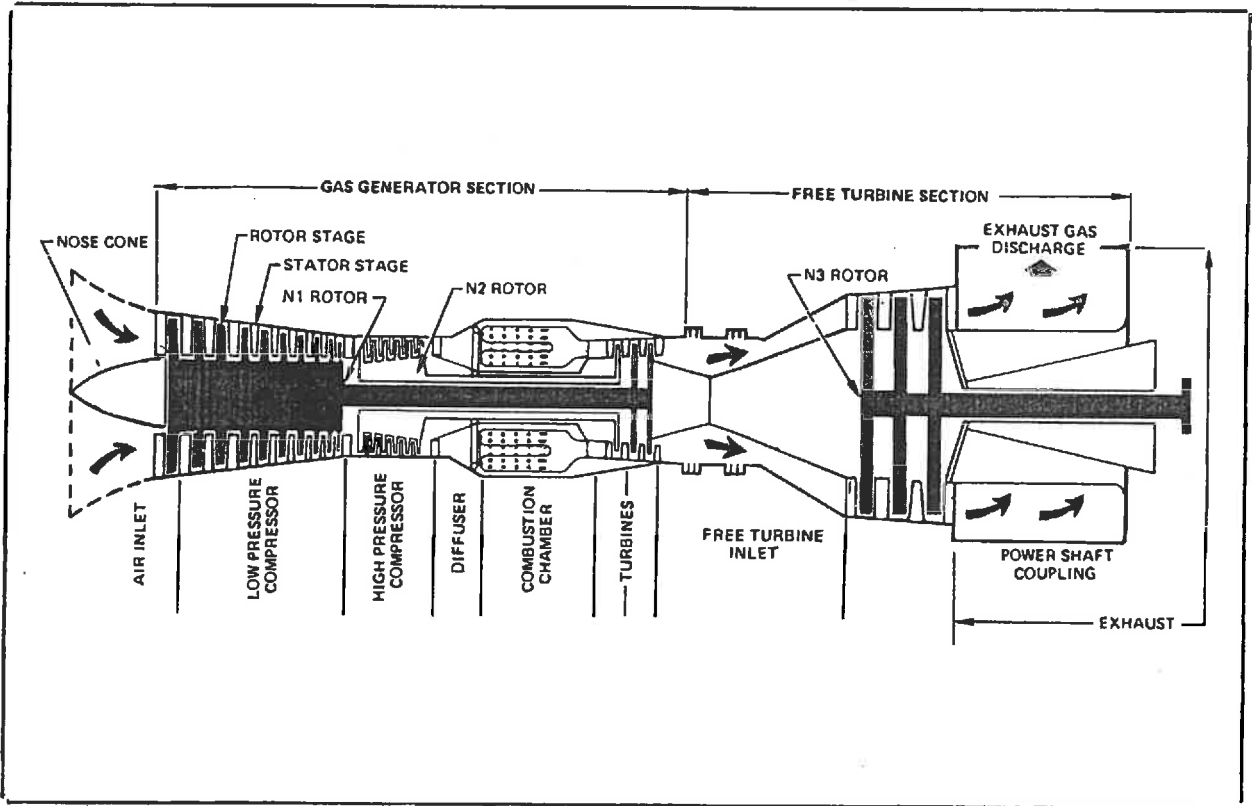 GAS GENERATOR SECTION
FREE TURBINE SECTION
NOSE CONE
ROTOR STAGE
STATOR STAGE
N1 ROTOR
N2 ROTOR
N3 ROTOR
EXHAUST GAS
DISCHARGE
AIR INLET
LOW PRESSURE
COMPRESSOR
HIGH PRESSURE
COMPRESSOR
DIFFUSER
COMBUSTION
CHAMBER
TURBINES
FREE TURBINE
INLET
POWER SHAFT
COUPLING
EXHAUST